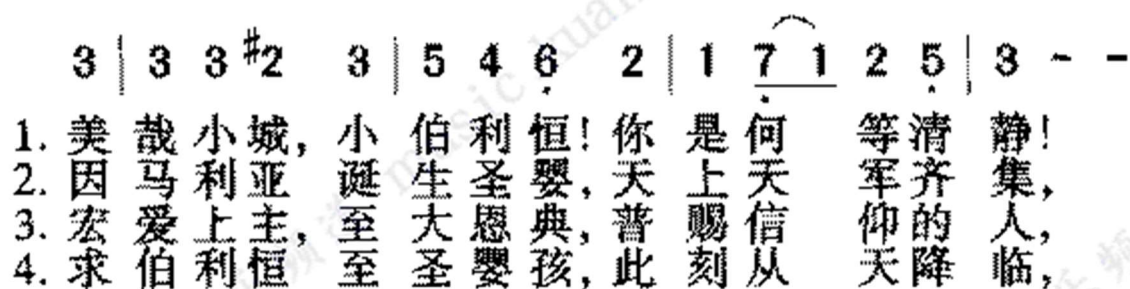 3 | 3 3 #2 3 | 5 4 6̣ 2 | 1 7̣ 1 2 5̣ | 3 - -
1. 美哉小城，小伯利恒！你是何等清静！
2. 因马利亚诞生圣婴，天上天军齐集，
3. 宏爱上主，至大恩典，普赐信仰的人，
4. 求伯利恒至圣婴孩，此刻从天降临，